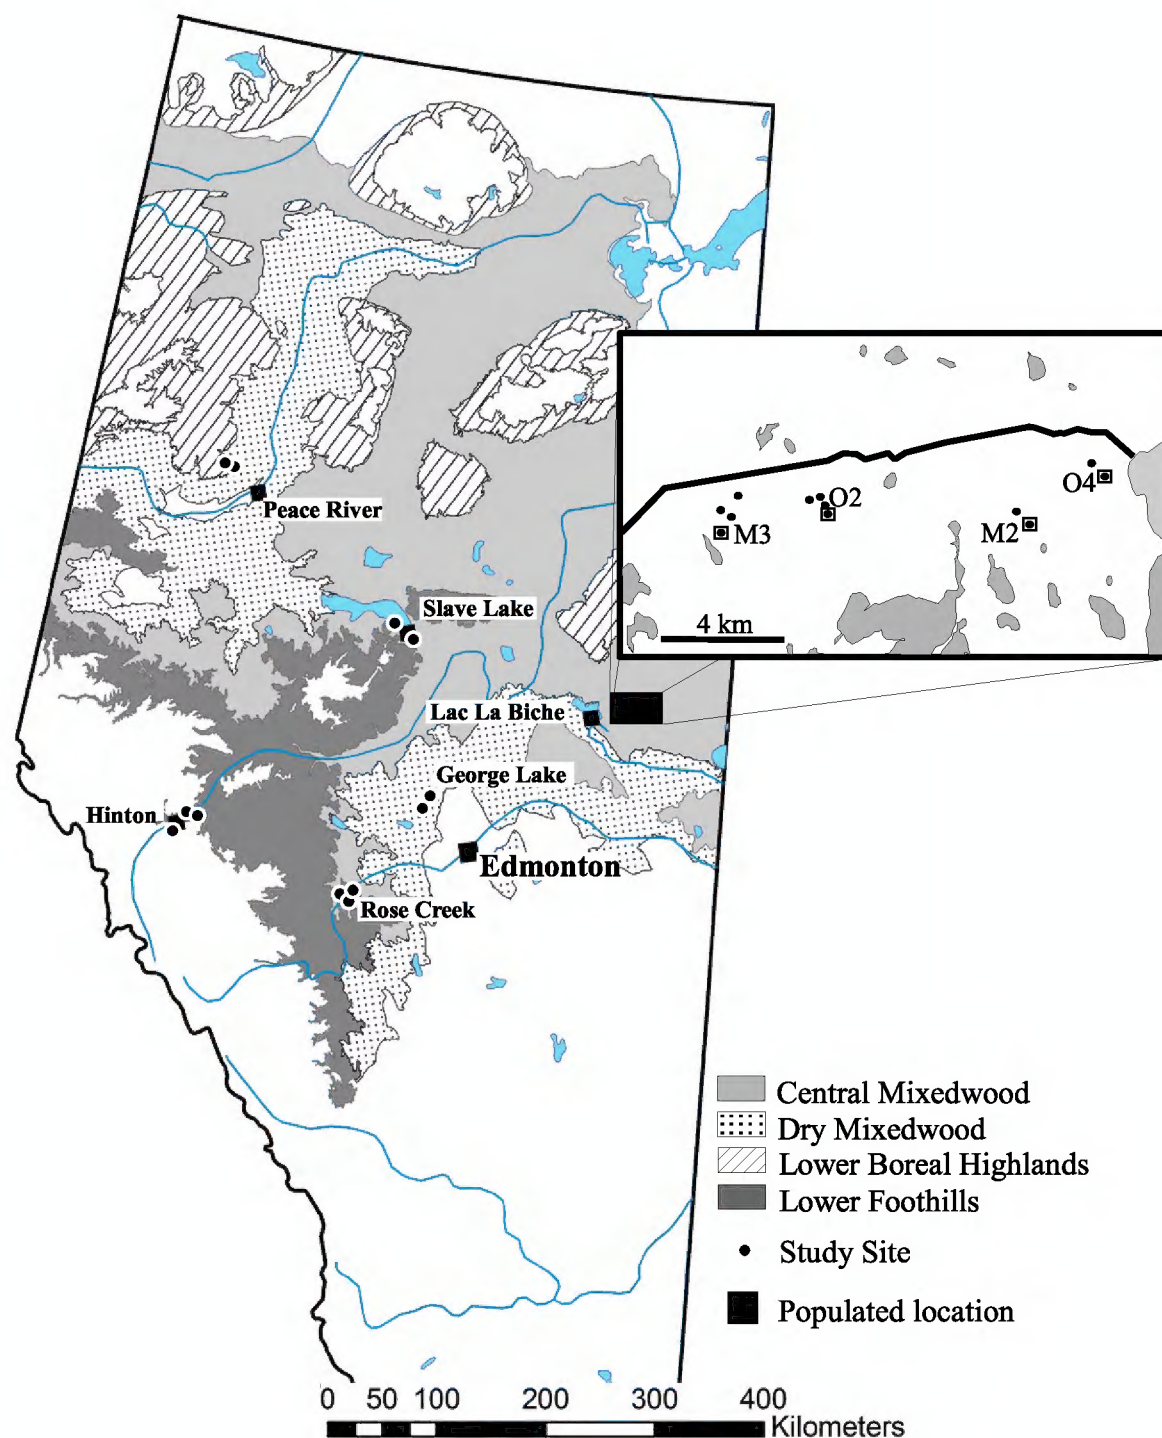 O4
O2
M3
M2
4 km
Peace River
Slave Lake
Lac La Biche
George Lake
Hinton
Edmonton
Rose Creek
Central Mixedwood
Dry Mixedwood
Lower Boreal Highlands
Lower Foothills
Study Site
Populated location
0 50 100 200 300 400
Kilometers